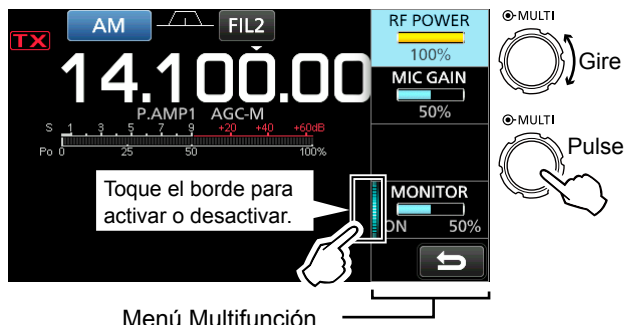 TX
AM
FIL2
14.100.00
P.AMP1 AGC-M
S 1 3 5 7 9 +20 +40 +60dB
Po 0 25 50 100%
RF POWER
100%
MIC GAIN
50%
MONITOR
ON 50%
Toque el borde para
activar o desactivar.
Menú Multifunción
MULTI
Gire
MULTI
Pulse